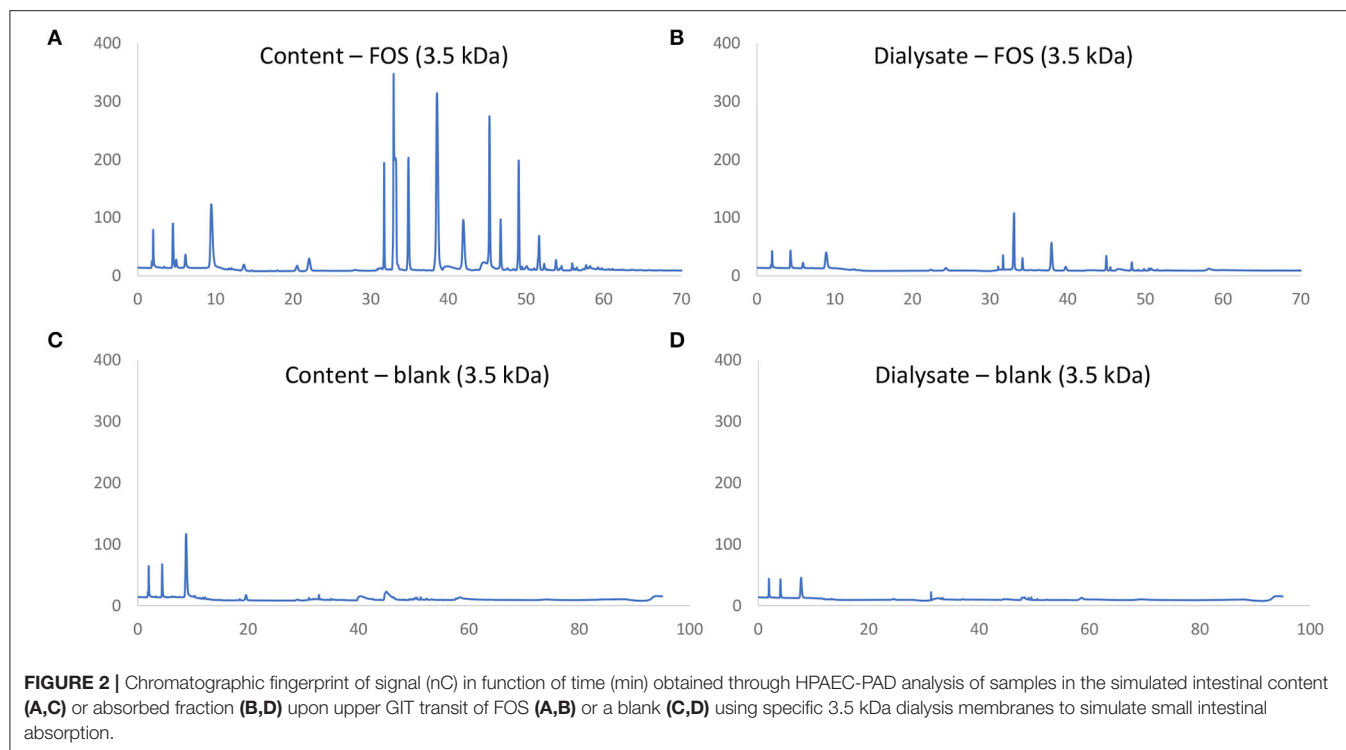 A
Content – FOS (3.5 kDa)
400
300
200
100
0
0 10 20 30 40 50 60 70
B
Dialysate – FOS (3.5 kDa)
400
300
200
100
0
0 10 20 30 40 50 60 70
C
Content – blank (3.5 kDa)
400
300
200
100
0
0 20 40 60 80 100
D
Dialysate – blank (3.5 kDa)
400
300
200
100
0
0 20 40 60 80 100
FIGURE 2 | Chromatographic fingerprint of signal (nC) in function of time (min) obtained through HPAEC-PAD analysis of samples in the simulated intestinal content
(A,C) or absorbed fraction (B,D) upon upper GIT transit of FOS (A,B) or a blank (C,D) using specific 3.5 kDa dialysis membranes to simulate small intestinal
absorption.